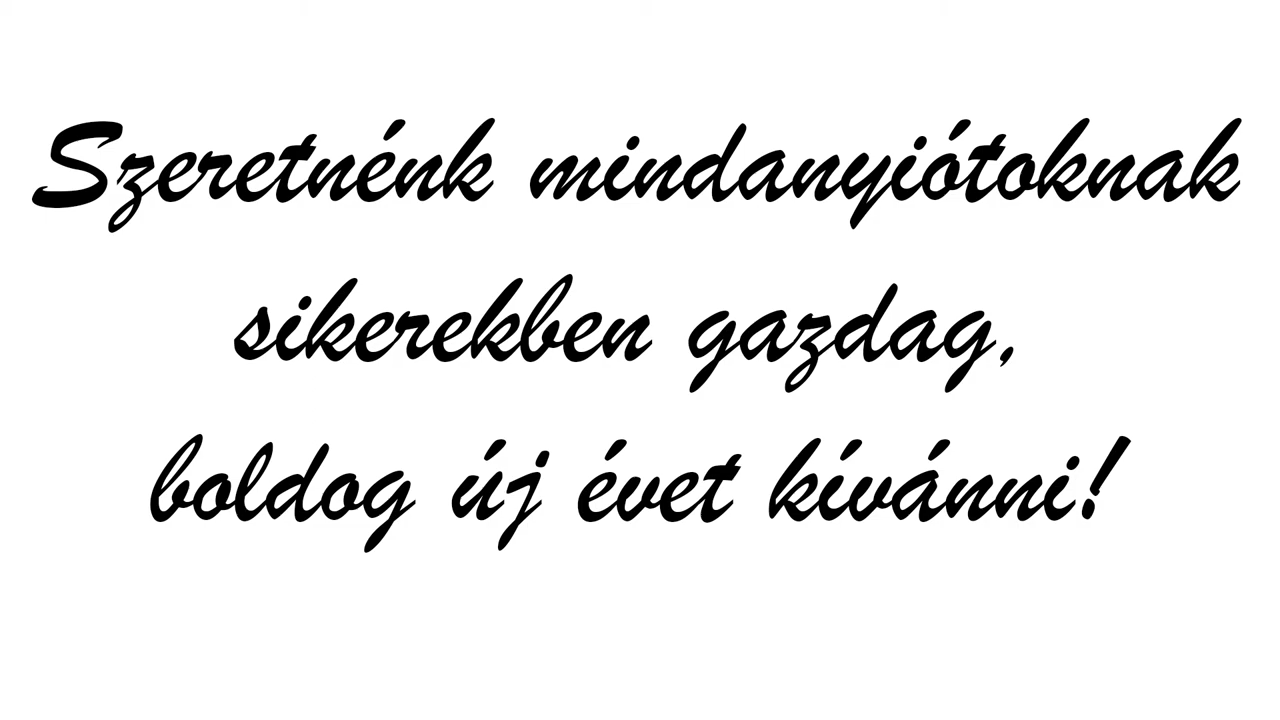 Szeretnénk mindanyiótoknak
sikerekben gazdag,
boldog új évet kívánni!